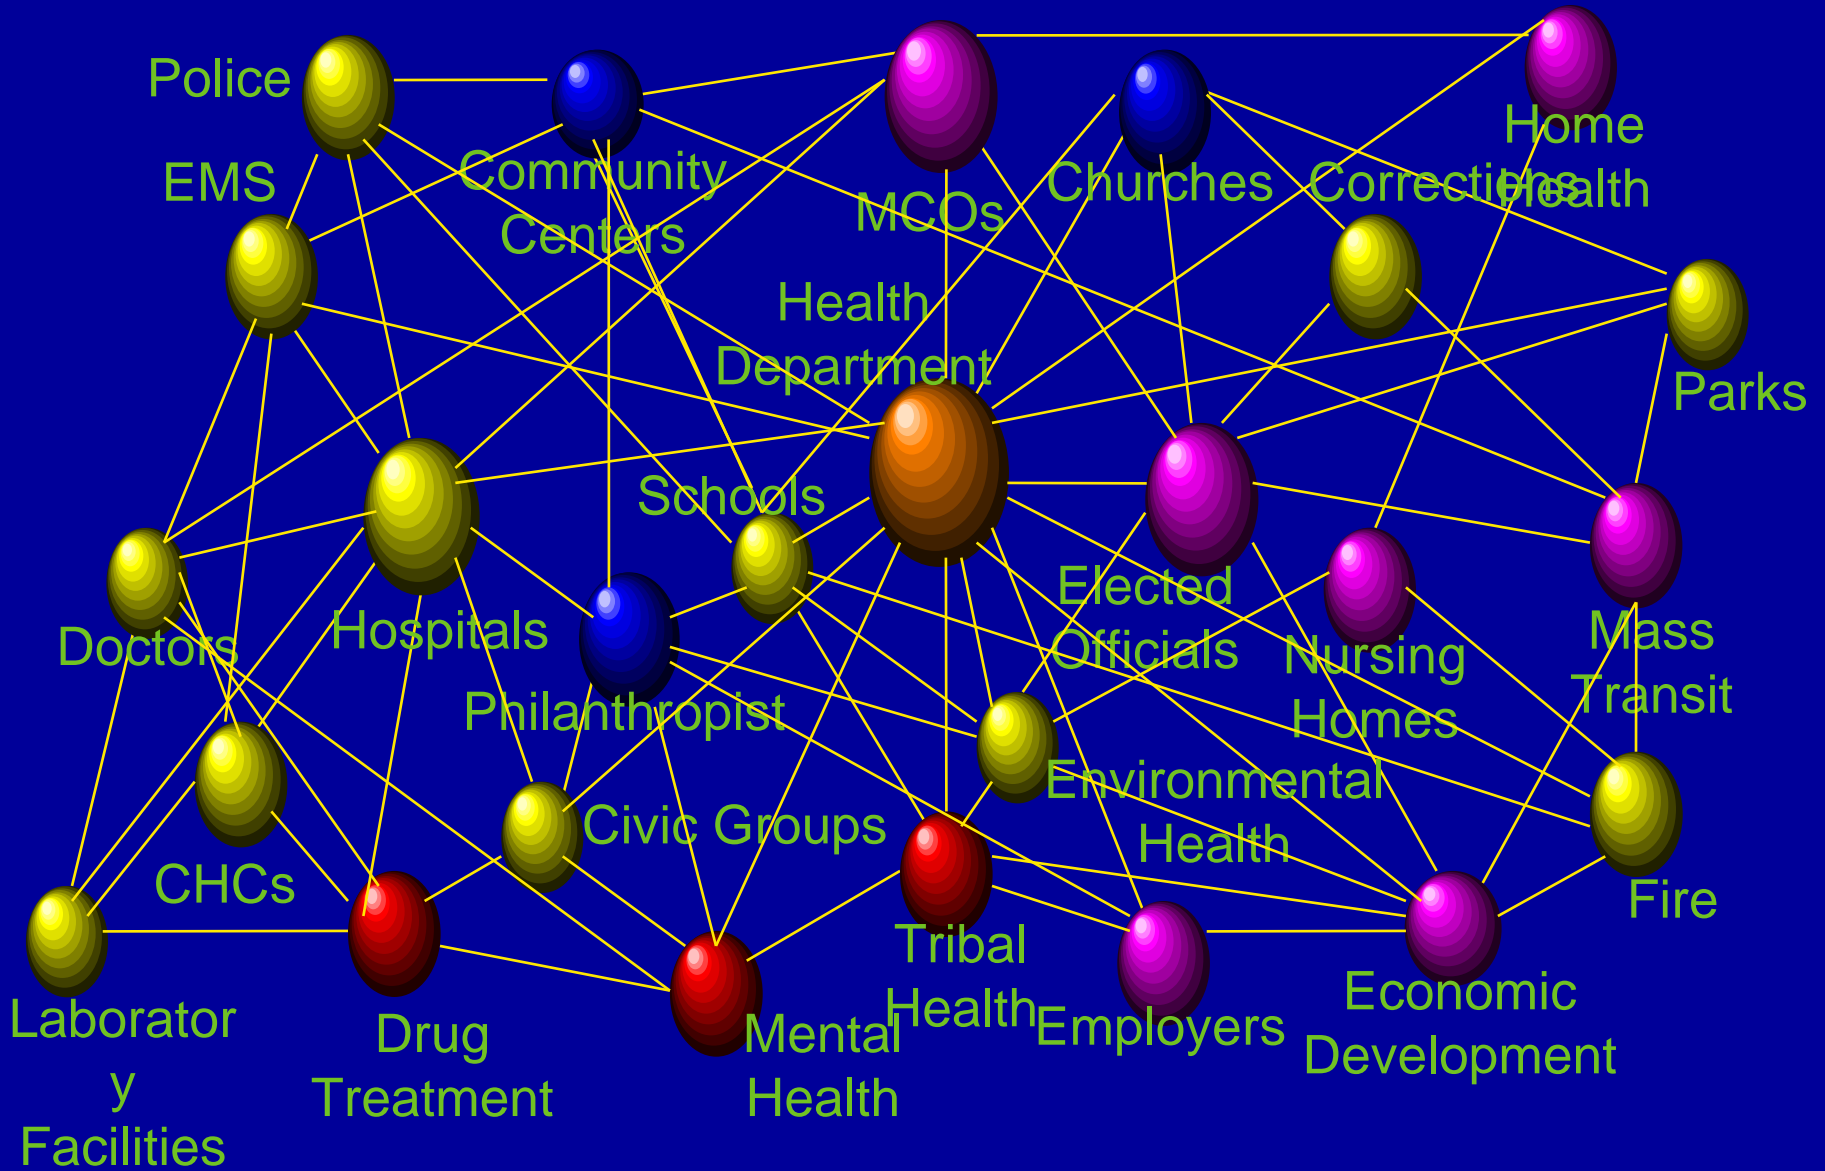 Police
EMS
Community
Centers
MCOs
Churches
Corrections
Home
Health
Health
Department
Parks
Schools
Doctors
Hospitals
Philanthropist
Elected
Officials
Nursing
Homes
Mass
Transit
CHCs
Civic Groups
Environmental
Health
Fire
Laborator
y
Facilities
Drug
Treatment
Mental
Health
Tribal
Health
Employers
Economic
Development